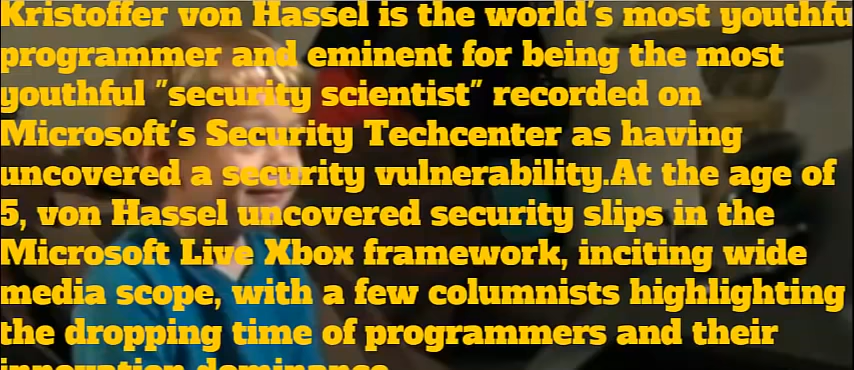 Kristoffer von Hassel is the world's most youthfu
programmer and eminent for being the most
youthful "security scientist" recorded on
Microsoft's Security Techcenter as having
uncovered a security vulnerability.At the age of
5, von Hassel uncovered security slips in the
Microsoft Live Xbox framework, inciting wide
media scope, with a few columnists highlighting
the dropping time of programmers and their
innovation dominance